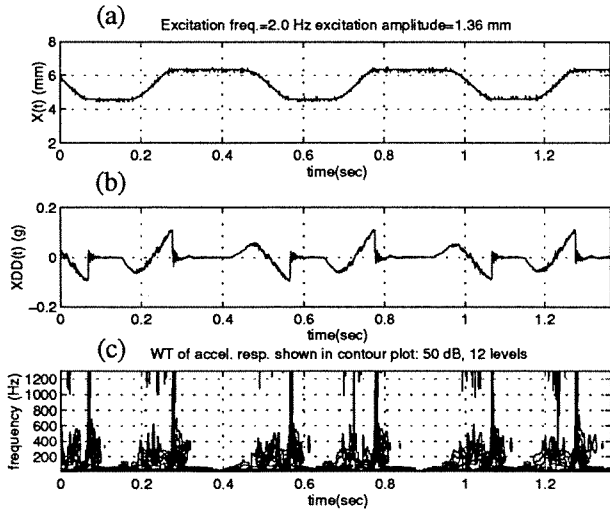 (a)
Excitation freq.=2.0 Hz excitation amplitude=1.36 mm
X(t) (mm)
8
6
4
2
0 0.2 0.4 0.6 0.8 1 1.2
time(sec)
(b)
XDD(t) (g)
0.2
0
-0.2
0 0.2 0.4 0.6 0.8 1 1.2
time(sec)
(c)
WT of accel. resp. shown in contour plot: 50 dB, 12 levels
frequency (Hz)
1200
1000
800
600
400
200
0 0.2 0.4 0.6 0.8 1 1.2
time(sec)